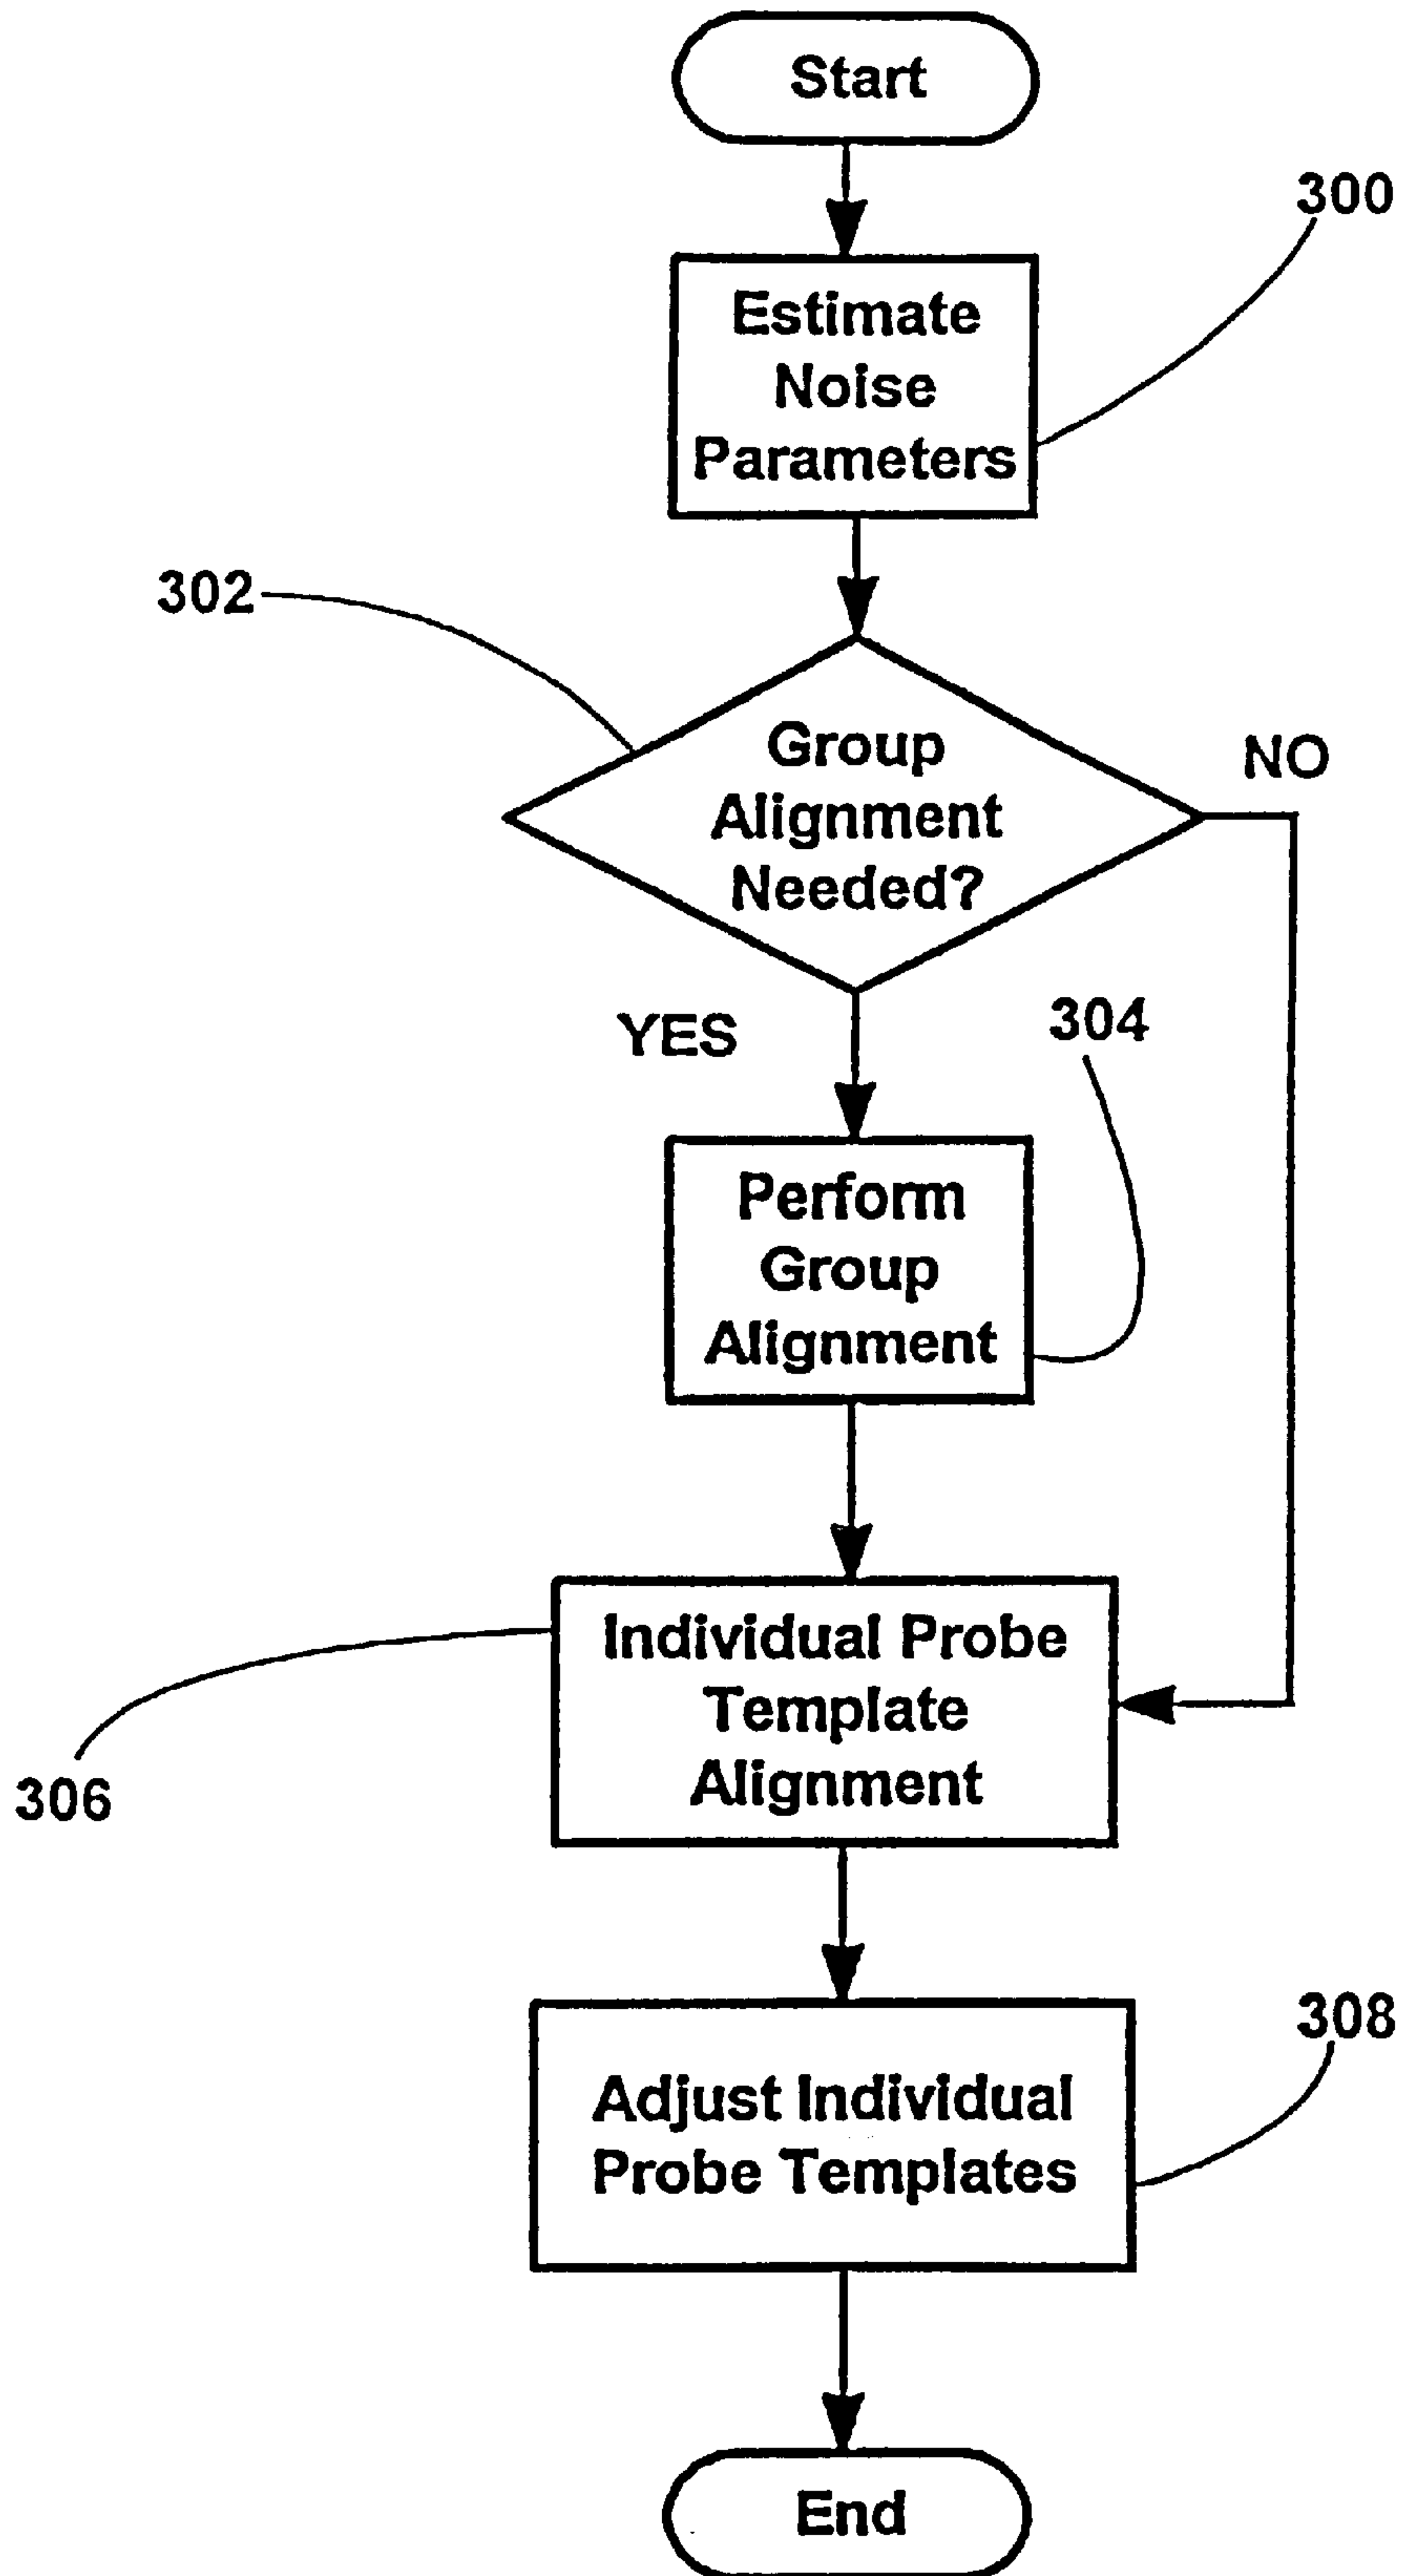 Start
300
Estimate
Noise
Parameters
302
Group
Alignment
Needed?
NO
YES
304
Perform
Group
Alignment
Individual Probe
Template
Alignment
306
308
Adjust Individual
Probe Templates
End